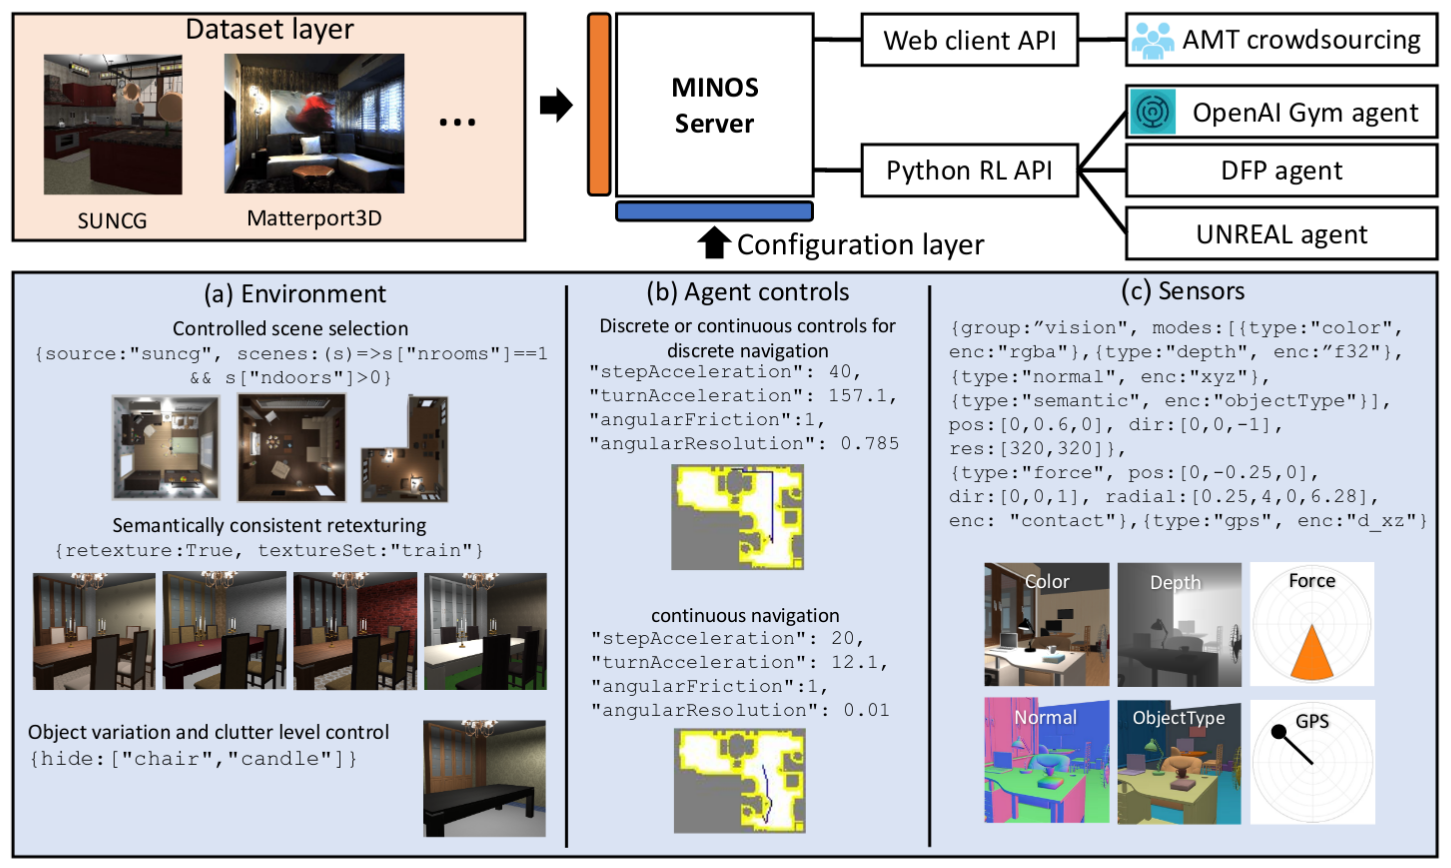 Dataset layer
SUNCG
Matterport3D
...
MINOS
Server
Web client API
AMT crowdsourcing
Python RL API
OpenAI Gym agent
DFP agent
UNREAL agent
Configuration layer
(a) Environment
Controlled scene selection
{source:"suncg", scenes:(s)=>s["nrooms"]==1
&& s["ndoors"]>0}
Semantically consistent retexturing
{retexture:True, textureSet:"train"}
Object variation and clutter level control
{hide:["chair","candle"]}
(b) Agent controls
Discrete or continuous controls for
discrete navigation
"stepAcceleration": 40,
"turnAcceleration": 157.1,
"angularFriction":1,
"angularResolution": 0.785
continuous navigation
"stepAcceleration": 20,
"turnAcceleration": 12.1,
"angularFriction":1,
"angularResolution": 0.01
(c) Sensors
{group:”vision", modes:[{type:"color",
enc:"rgba"},{type:"depth", enc:”f32"},
{type:"normal", enc:"xyz"},
{type:"semantic", enc:"objectType"}],
pos:[0,0.6,0], dir:[0,0,-1],
res:[320,320]},
{type:"force", pos:[0,-0.25,0],
dir:[0,0,1], radial:[0.25,4,0,6.28],
enc: "contact"},{type:"gps", enc:"d_xz"}
Color
Depth
Force
Normal
ObjectType
GPS